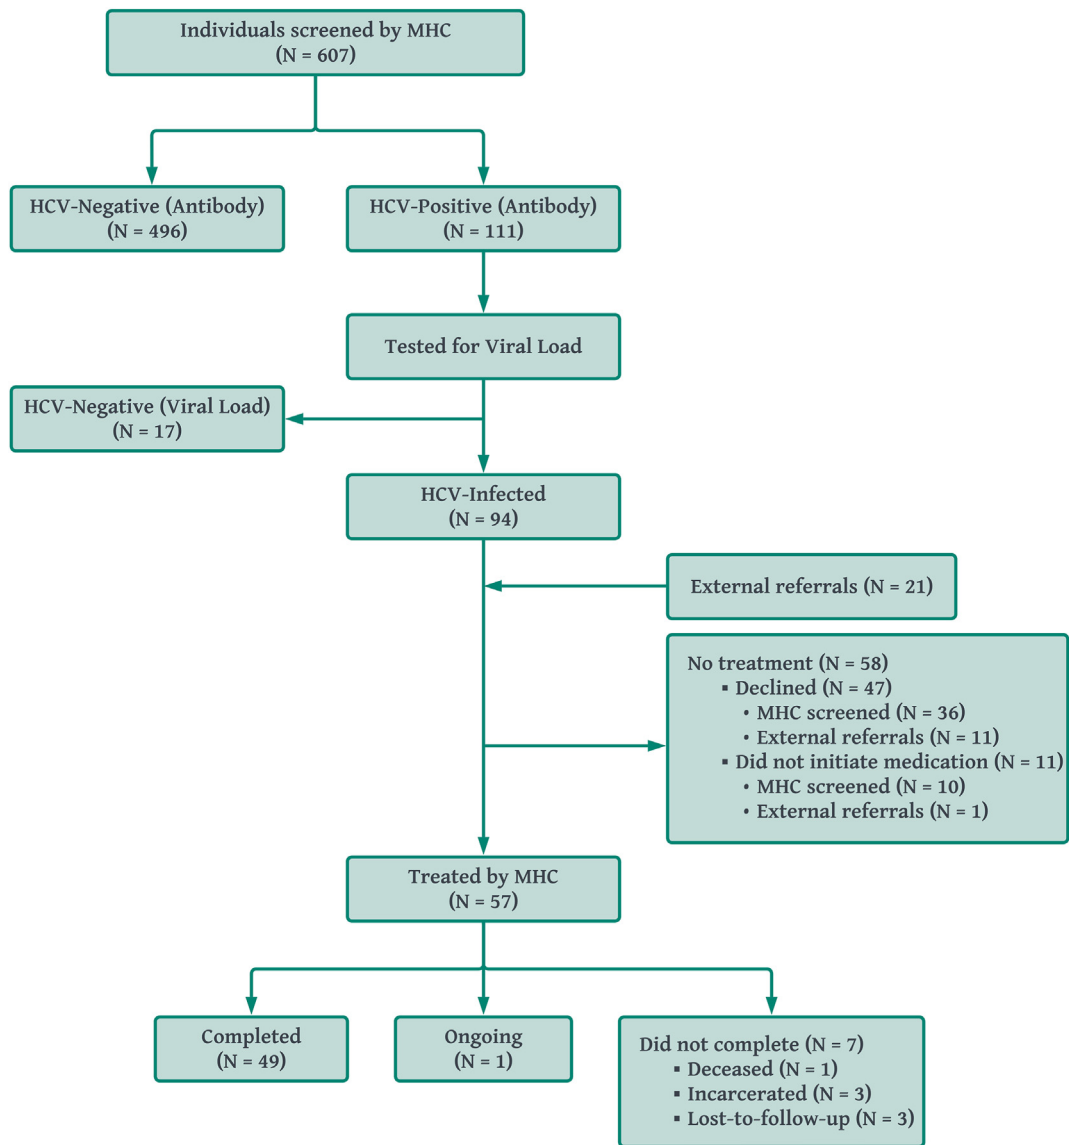 Individuals screened by MHC
(N = 607)
HCV-Negative (Antibody)
(N = 496)
HCV-Positive (Antibody)
(N = 111)
Tested for Viral Load
HCV-Negative (Viral Load)
(N = 17)
HCV-Infected
(N = 94)
External referrals (N = 21)
No treatment (N = 58)
▪ Declined (N = 47)
• MHC screened (N = 36)
• External referrals (N = 11)
▪ Did not initiate medication (N = 11)
• MHC screened (N = 10)
• External referrals (N = 1)
Treated by MHC
(N = 57)
Completed
(N = 49)
Ongoing
(N = 1)
Did not complete (N = 7)
▪ Deceased (N = 1)
▪ Incarcerated (N = 3)
▪ Lost-to-follow-up (N = 3)